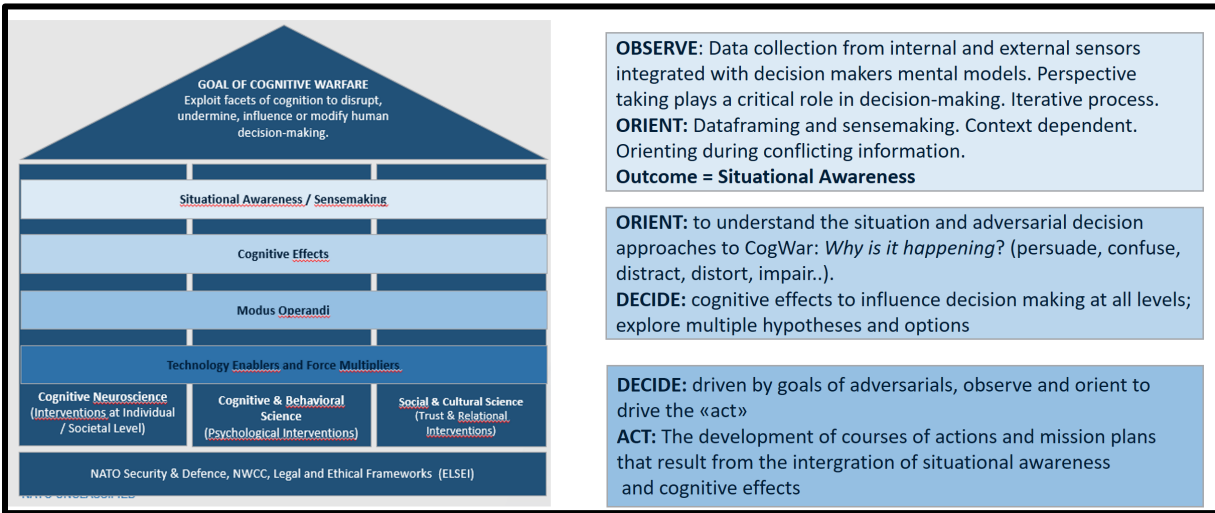 GOAL OF COGNITIVE WARFARE
Exploit facets of cognition to disrupt,
undermine, influence or modify human
decision-making.
Situational Awareness / Sensemaking
Cognitive Effects
Modus Operandi
Technology Enablers and Force Multipliers
Cognitive Neuroscience
(Interventions at Individual
/ Societal Level)
Cognitive & Behavioral
Science
(Psychological Interventions)
Social & Cultural Science
(Trust & Relational
Interventions)
NATO Security & Defence, NWCC, Legal and Ethical Frameworks (ELSEI)
OBSERVE: Data collection from internal and external sensors
integrated with decision makers mental models. Perspective
taking plays a critical role in decision-making. Iterative process.
ORIENT: Dataframing and sensemaking. Context dependent.
Orienting during conflicting information.
Outcome = Situational Awareness
ORIENT: to understand the situation and adversarial decision
approaches to CogWar: Why is it happening? (persuade, confuse,
distract, distort, impair..).
DECIDE: cognitive effects to influence decision making at all levels;
explore multiple hypotheses and options
DECIDE: driven by goals of adversarials, observe and orient to
drive the «act»
ACT: The development of courses of actions and mission plans
that result from the intergration of situational awareness
and cognitive effects